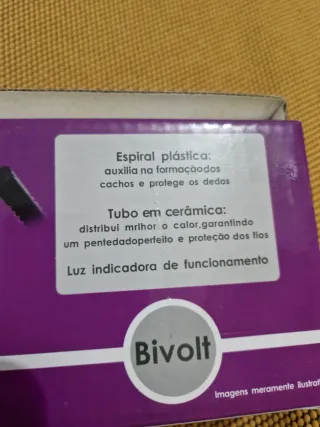 Espiral plástica:
auxilia na formaçãodos
cachos e protege os dedos
Tubo em cerâmica:
distribui mrlhor o calor,garantindo
um pentedadoperfeito e proteção dos fios
Luz indicadora de funcionamento
Bivolt
Imagens meramente ilustrat